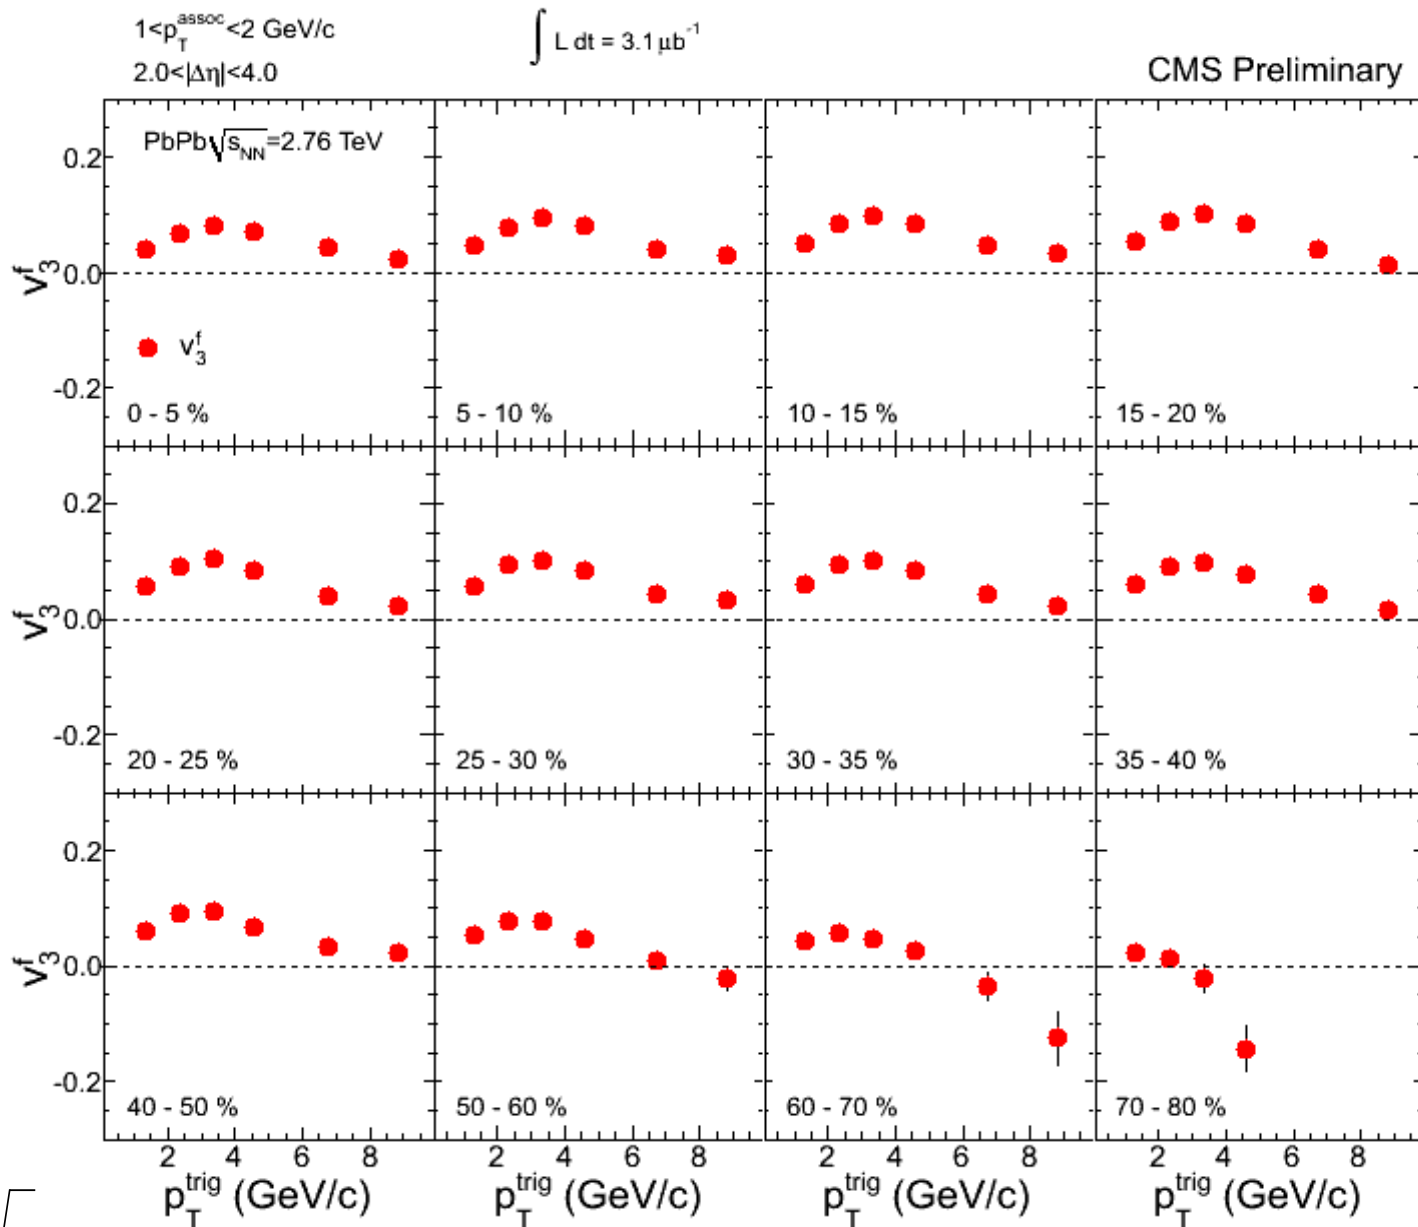 1<p_T^assoc<2 GeV/c
∫ L dt = 3.1 μb^-1
2.0<|Δη|<4.0
CMS Preliminary
PbPb √s_NN=2.76 TeV
0.2
0.0
-0.2
v_3^f
v_3^f
0 - 5 %
5 - 10 %
10 - 15 %
15 - 20 %
0.2
0.0
-0.2
v_3^f
20 - 25 %
25 - 30 %
30 - 35 %
35 - 40 %
0.2
0.0
-0.2
v_3^f
40 - 50 %
50 - 60 %
60 - 70 %
70 - 80 %
2 4 6 8
2 4 6 8
2 4 6 8
2 4 6 8
p_T^trig (GeV/c)
p_T^trig (GeV/c)
p_T^trig (GeV/c)
p_T^trig (GeV/c)